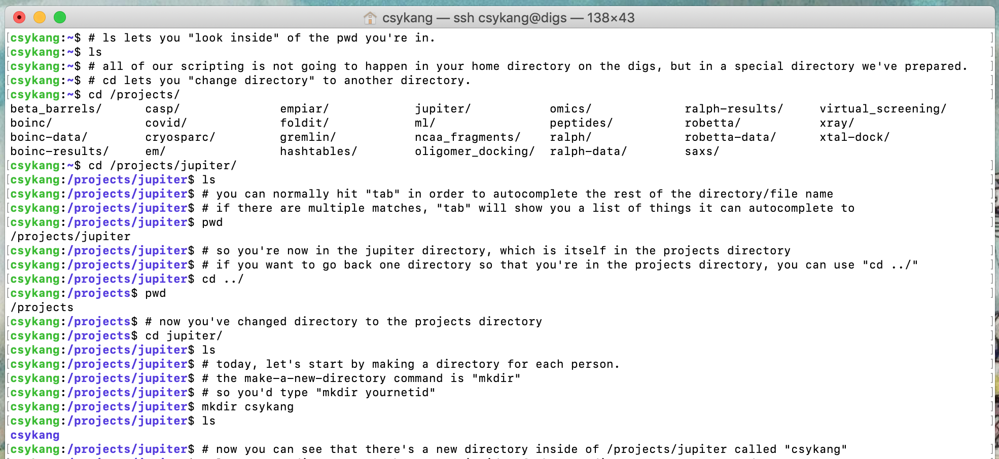 csykang — ssh csykang@digs — 138×43
[csykang:~$ # ls lets you "look inside" of the pwd you're in. ]
[csykang:~$ ls ]
[csykang:~$ # all of our scripting is not going to happen in your home directory on the digs, but in a special directory we've prepared. ]
[csykang:~$ # cd lets you "change directory" to another directory. ]
[csykang:~$ cd /projects/ ]
beta_barrels/ casp/ empiar/ jupiter/ omics/ ralph-results/ virtual_screening/
boinc/ covid/ foldit/ ml/ peptides/ robetta/ xray/
boinc-data/ cryosparc/ gremlin/ ncaa_fragments/ ralph/ robetta-data/ xtal-dock/
boinc-results/ em/ hashtables/ oligomer_docking/ ralph-data/ saxs/
[csykang:~$ cd /projects/jupiter/ ]
[csykang:/projects/jupiter$ ls ]
[csykang:/projects/jupiter$ # you can normally hit "tab" in order to autocomplete the rest of the directory/file name ]
[csykang:/projects/jupiter$ # if there are multiple matches, "tab" will show you a list of things it can autocomplete to ]
[csykang:/projects/jupiter$ pwd ]
/projects/jupiter
[csykang:/projects/jupiter$ # so you're now in the jupiter directory, which is itself in the projects directory ]
[csykang:/projects/jupiter$ # if you want to go back one directory so that you're in the projects directory, you can use "cd ../" ]
[csykang:/projects/jupiter$ cd ../ ]
[csykang:/projects$ pwd ]
/projects
[csykang:/projects$ # now you've changed directory to the projects directory ]
[csykang:/projects$ cd jupiter/ ]
[csykang:/projects/jupiter$ ls ]
[csykang:/projects/jupiter$ # today, let's start by making a directory for each person. ]
[csykang:/projects/jupiter$ # the make-a-new-directory command is "mkdir" ]
[csykang:/projects/jupiter$ # so you'd type "mkdir yournetid" ]
[csykang:/projects/jupiter$ mkdir csykang ]
[csykang:/projects/jupiter$ ls ]
csykang
[csykang:/projects/jupiter$ # now you can see that there's a new directory inside of /projects/jupiter called "csykang" ]